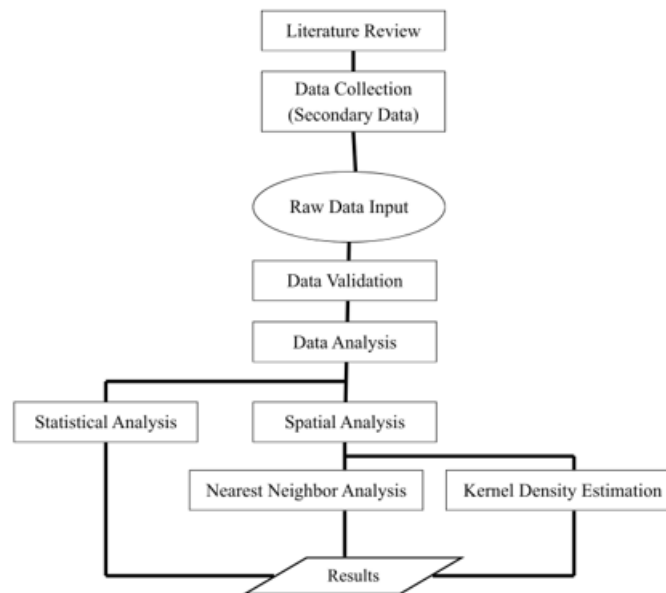 Literature Review
Data Collection
(Secondary Data)
Raw Data Input
Data Validation
Data Analysis
Statistical Analysis
Spatial Analysis
Nearest Neighbor Analysis
Kernel Density Estimation
Results